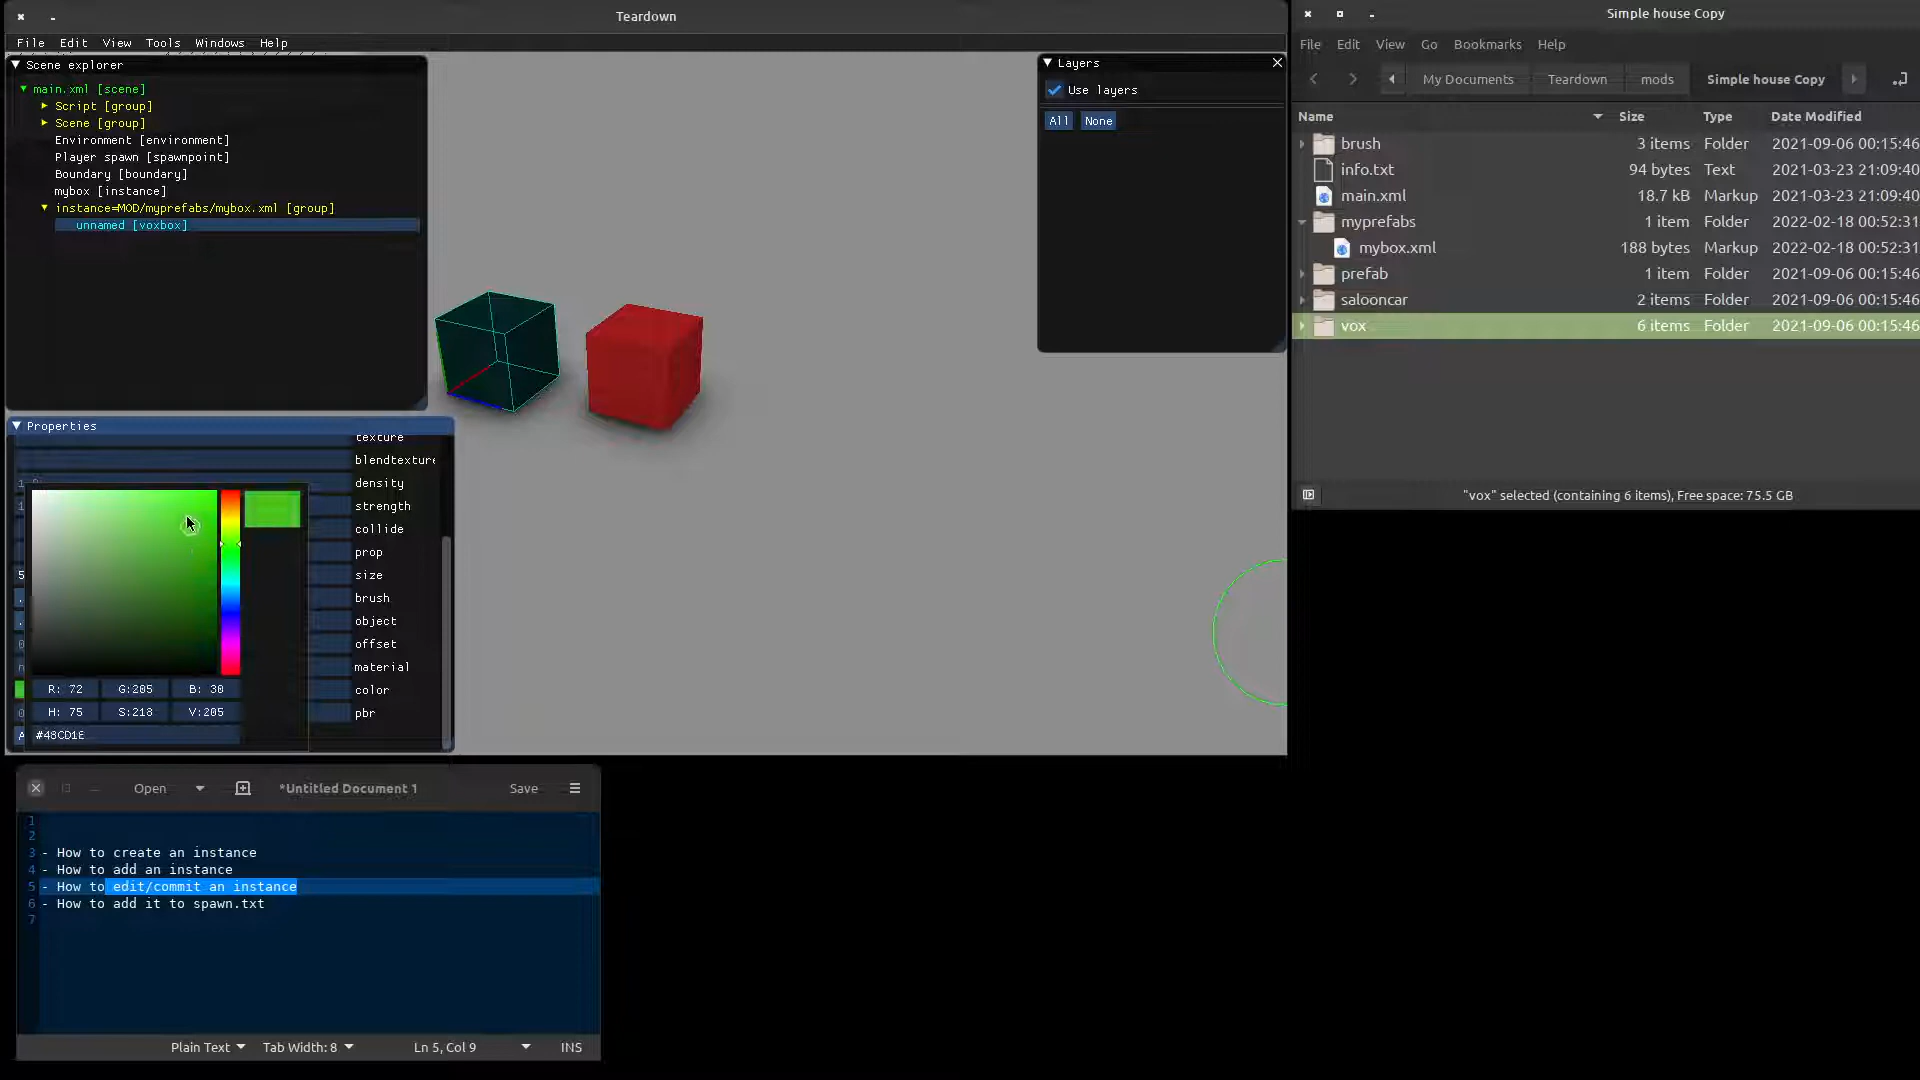 Teardown
File Edit View Tools Windows Help
Scene explorer
main.xml [scene]
Script [group]
Scene [group]
Environment [environment]
Player spawn [spawnpoint]
Boundary [boundary]
mybox [instance]
instance=MOD/myprefabs/mybox.xml [group]
unnamed [voxbox]
Layers
Use layers
All None
Properties
texture
blendtexture
density
strength
collide
prop
size
brush
object
offset
material
color
pbr
R: 72 G:205 B: 30
H: 75 S:218 V:205
#48CD1E
Simple house Copy
File Edit View Go Bookmarks Help
My Documents Teardown mods Simple house Copy
Name Size Type Date Modified
brush 3 items Folder 2021-09-06 00:15:46
info.txt 94 bytes Text 2021-03-23 21:09:40
main.xml 18.7 kB Markup 2021-03-23 21:09:40
myprefabs 1 item Folder 2022-02-18 00:52:31
mybox.xml 188 bytes Markup 2022-02-18 00:52:31
prefab 1 item Folder 2021-09-06 00:15:46
salooncar 2 items Folder 2021-09-06 00:15:46
vox 6 items Folder 2021-09-06 00:15:46
"vox" selected (containing 6 items), Free space: 75.5 GB
Open *Untitled Document 1 Save
1
2
3 - How to create an instance
4 - How to add an instance
5 - How to edit/commit an instance
6 - How to add it to spawn.txt
7
Plain Text Tab Width: 8 Ln 5, Col 9 INS